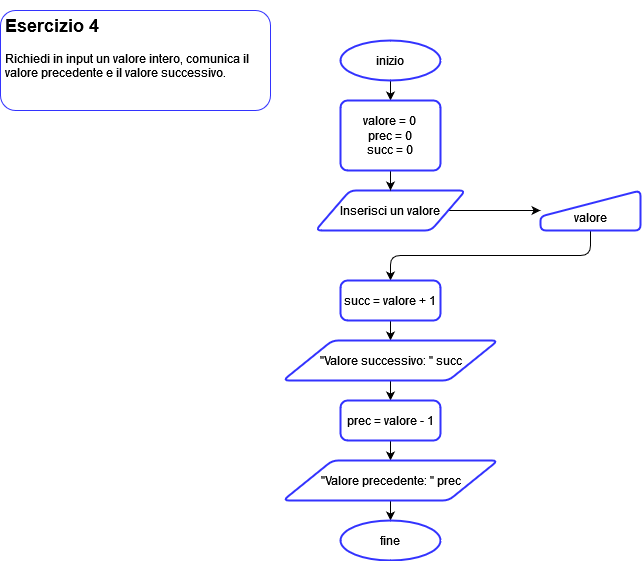 Esercizio 4
Richiedi in input un valore intero, comunica il
valore precedente e il valore successivo.
inizio
valore = 0
prec = 0
succ = 0
Inserisci un valore
valore
succ = valore + 1
"Valore successivo: " succ
prec = valore - 1
"Valore precedente: " prec
fine